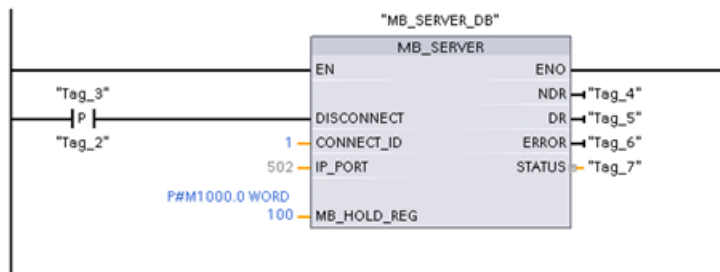 "MB_SERVER_DB"
MB_SERVER
EN ENO
"Tag_3" NDR "Tag_4"
P DISCONNECT DR "Tag_5"
"Tag_2" 1 CONNECT_ID ERROR "Tag_6"
502 IP_PORT STATUS "Tag_7"
P#M1000.0 WORD
100 MB_HOLD_REG